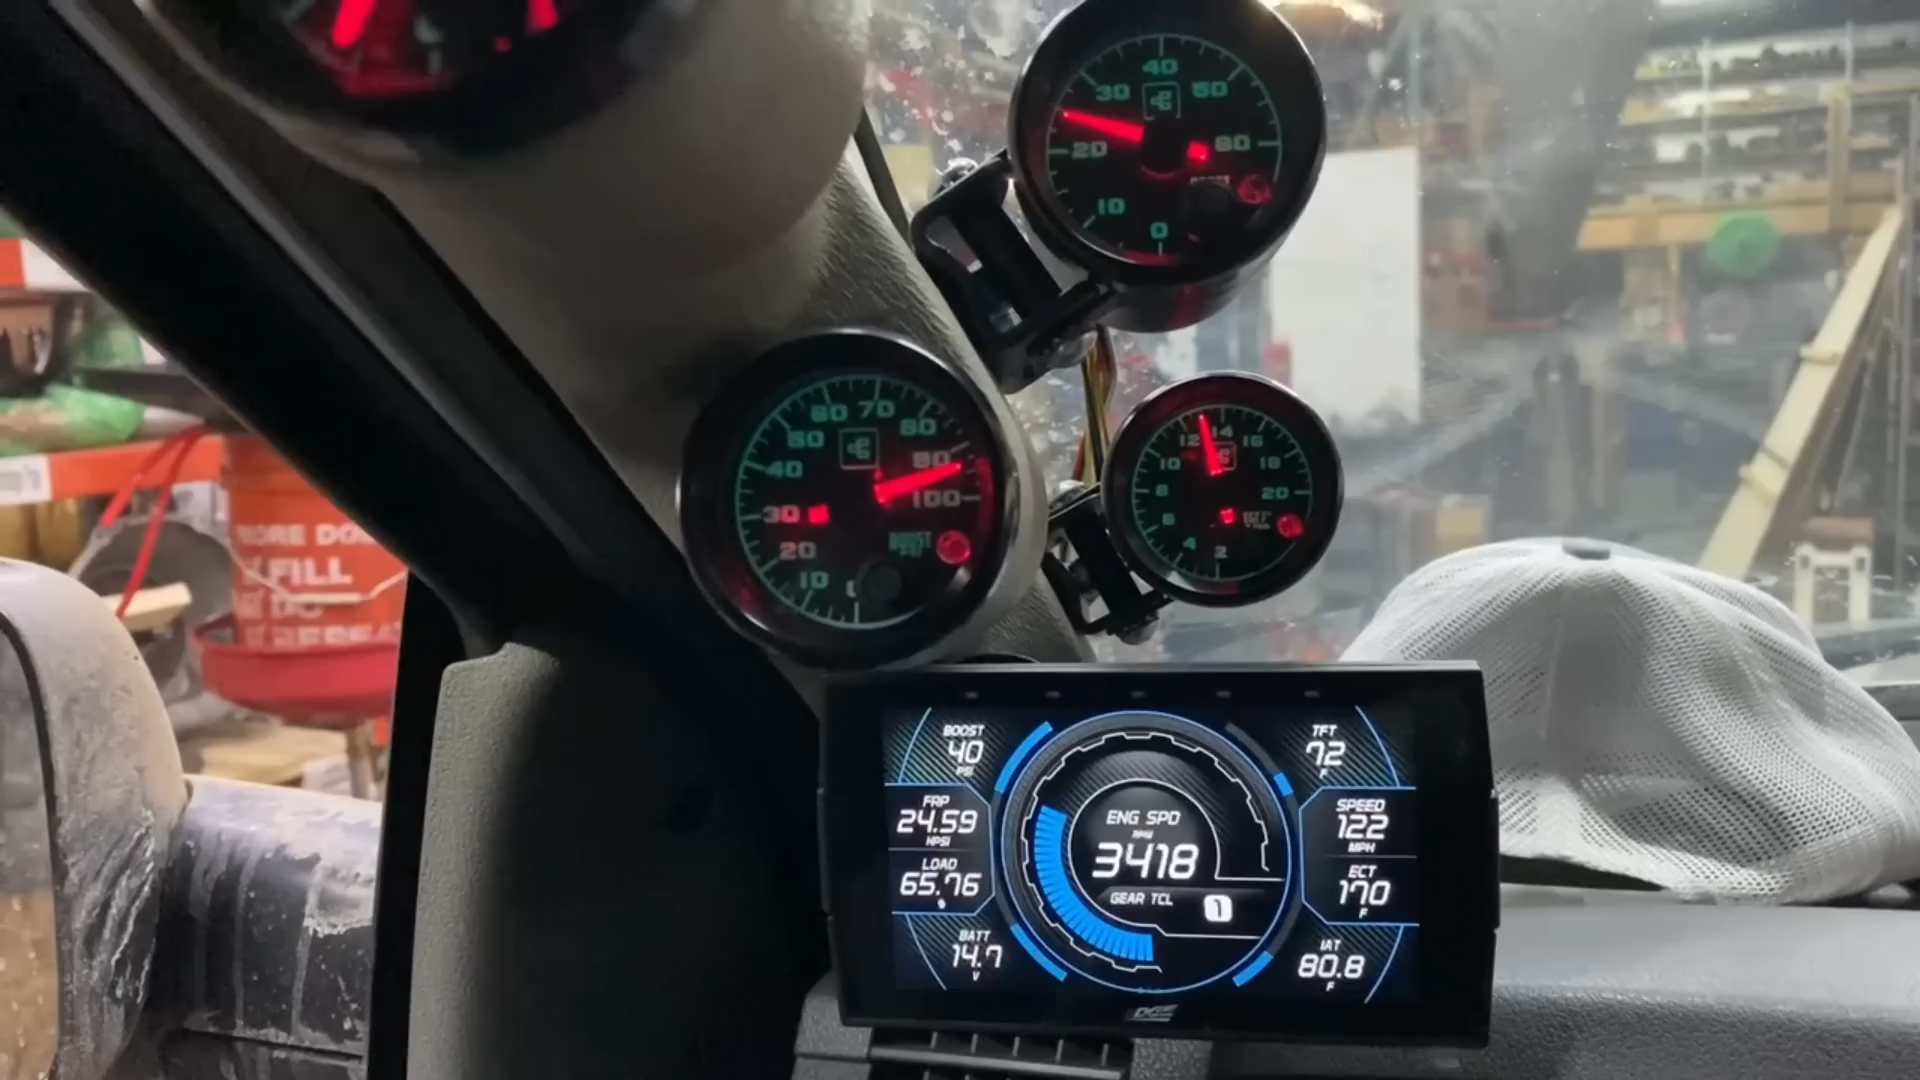 40
30 50
20 60
10
0
60 70
50 80
40 90
30 100
20 BOOST
10
14
12 16
10 18
8 20
6
4 2
MORE DOING
FILL
BOOST
40
PSI
FRP
24.59
HPSI
LOAD
65.76
%
BATT
14.7
V
ENG SPD
RPM
3418
GEAR TCL 1
TFT
72
F
SPEED
122
MPH
ECT
170
F
IAT
80.8
F